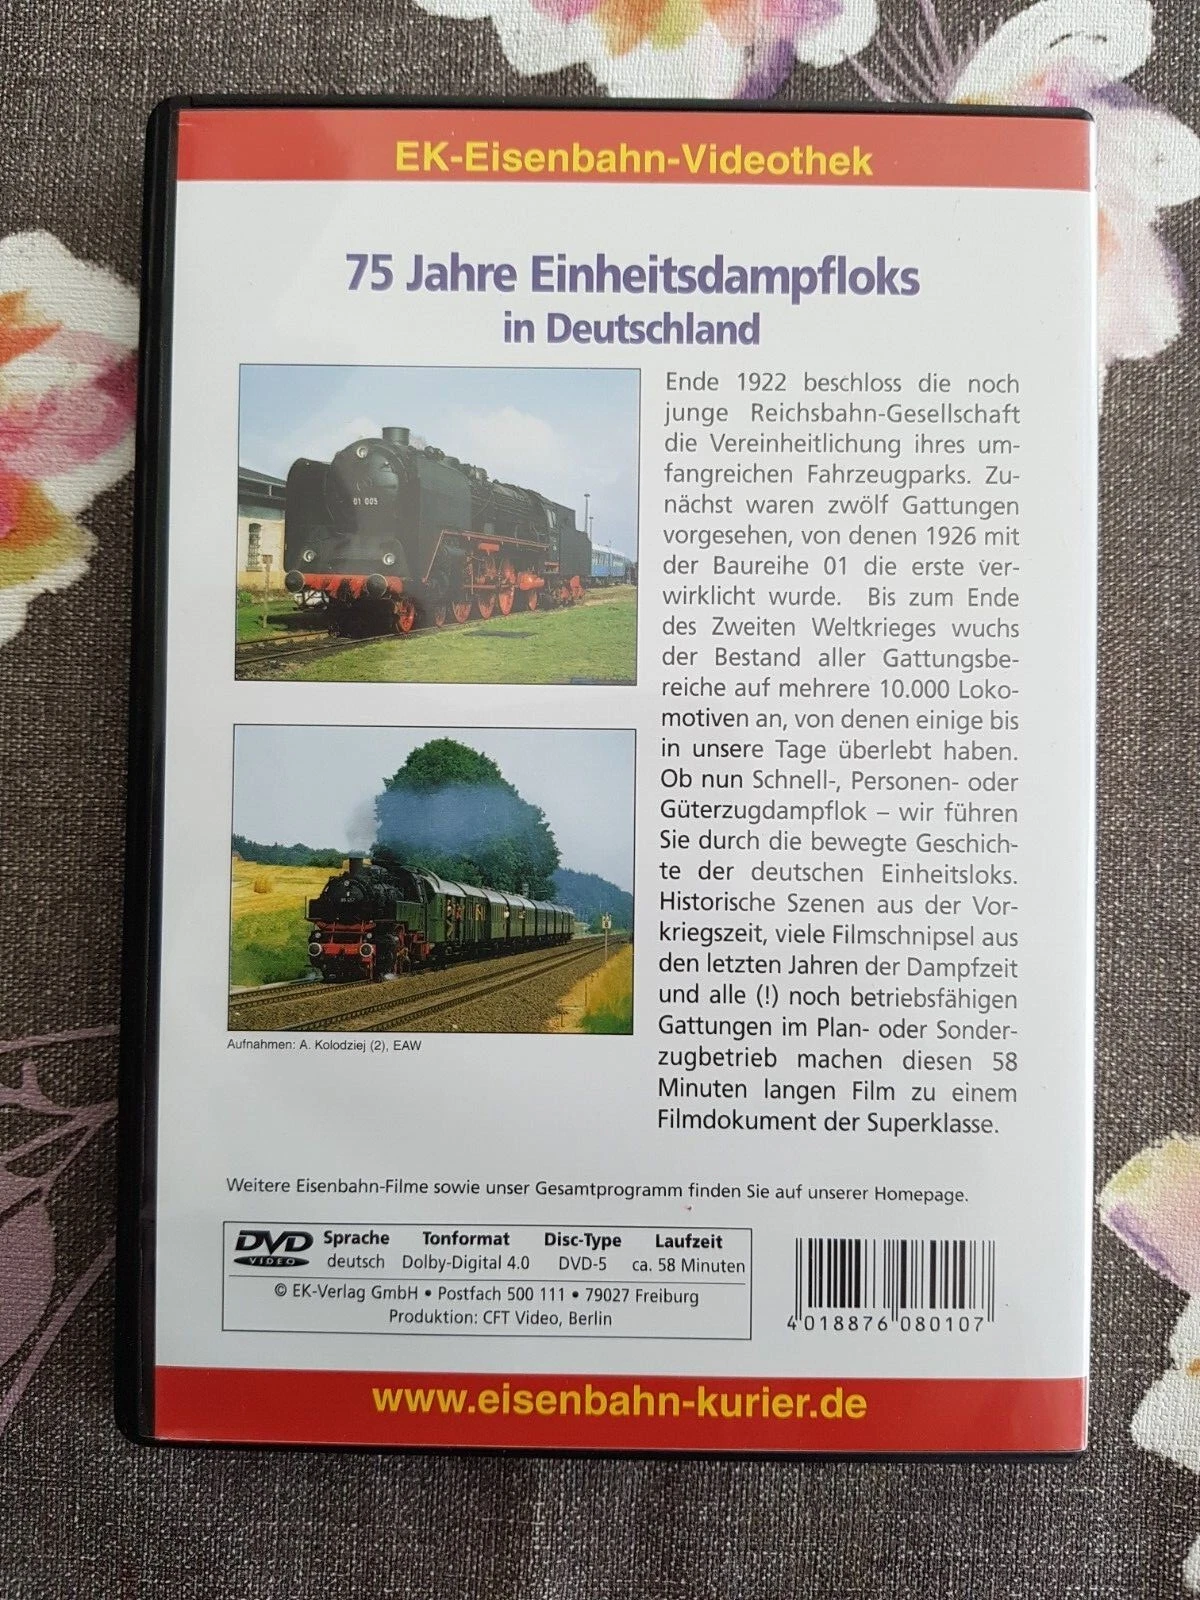 EK-Eisenbahn-Videothek
75 Jahre Einheitsdampfloks
in Deutschland
01 005
Ende 1922 beschloss die noch
junge Reichsbahn-Gesellschaft
die Vereinheitlichung ihres um-
fangreichen Fahrzeugparks. Zu-
nächst waren zwölf Gattungen
vorgesehen, von denen 1926 mit
der Baureihe 01 die erste ver-
wirklicht wurde. Bis zum Ende
des Zweiten Weltkrieges wuchs
der Bestand aller Gattungsbe-
reiche auf mehrere 10.000 Loko-
motiven an, von denen einige bis
in unsere Tage überlebt haben.
Ob nun Schnell-, Personen- oder
Güterzugdampflok – wir führen
Sie durch die bewegte Geschich-
te der deutschen Einheitsloks.
Historische Szenen aus der Vor-
kriegszeit, viele Filmschnipsel aus
den letzten Jahren der Dampfzeit
und alle (!) noch betriebsfähigen
Gattungen im Plan- oder Sonder-
zugbetrieb machen diesen 58
Minuten langen Film zu einem
Filmdokument der Superklasse.
Aufnahmen: A. Kolodziej (2), EAW
Weitere Eisenbahn-Filme sowie unser Gesamtprogramm finden Sie auf unserer Homepage.
DVD VIDEO
Sprache Tonformat Disc-Type Laufzeit
deutsch Dolby-Digital 4.0 DVD-5 ca. 58 Minuten
© EK-Verlag GmbH • Postfach 500 111 • 79027 Freiburg
Produktion: CFT Video, Berlin
4 018876 080107
www.eisenbahn-kurier.de